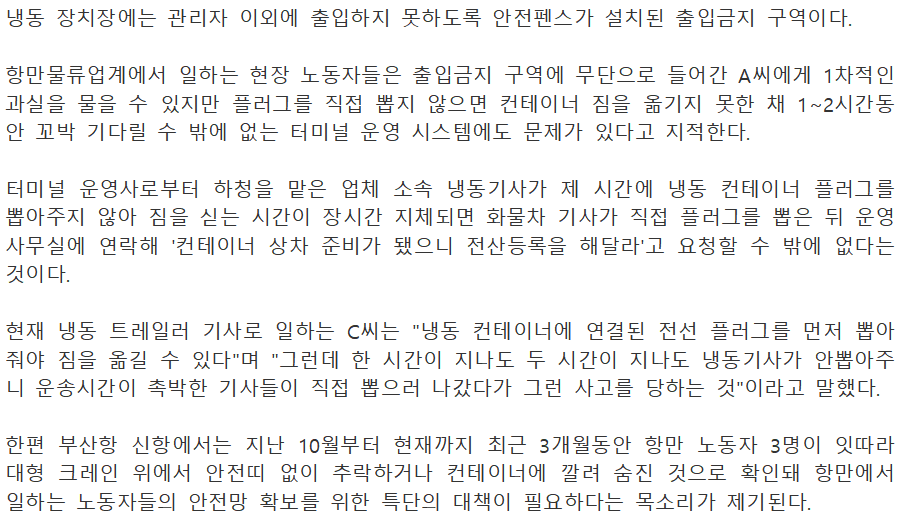 냉동 장치장에는 관리자 이외에 출입하지 못하도록 안전펜스가 설치된 출입금지 구역이다.
항만물류업계에서 일하는 현장 노동자들은 출입금지 구역에 무단으로 들어간 A씨에게 1차적인
과실을 물을 수 있지만 플러그를 직접 뽑지 않으면 컨테이너 짐을 옮기지 못한 채 1~2시간동
안 꼬박 기다릴 수 밖에 없는 터미널 운영 시스템에도 문제가 있다고 지적한다.
터미널 운영사로부터 하청을 맡은 업체 소속 냉동기사가 제 시간에 냉동 컨테이너 플러그를
뽑아주지 않아 짐을 싣는 시간이 장시간 지체되면 화물차 기사가 직접 플러그를 뽑은 뒤 운영
사무실에 연락해 '컨테이너 상차 준비가 됐으니 전산등록을 해달라'고 요청할 수 밖에 없다는
것이다.
현재 냉동 트레일러 기사로 일하는 C씨는 "냉동 컨테이너에 연결된 전선 플러그를 먼저 뽑아
줘야 짐을 옮길 수 있다"며 "그런데 한 시간이 지나도 두 시간이 지나도 냉동기사가 안뽑아주
니 운송시간이 촉박한 기사들이 직접 뽑으러 나갔다가 그런 사고를 당하는 것"이라고 말했다.
한편 부산항 신항에서는 지난 10월부터 현재까지 최근 3개월동안 항만 노동자 3명이 잇따라
대형 크레인 위에서 안전띠 없이 추락하거나 컨테이너에 깔려 숨진 것으로 확인돼 항만에서
일하는 노동자들의 안전망 확보를 위한 특단의 대책이 필요하다는 목소리가 제기된다.